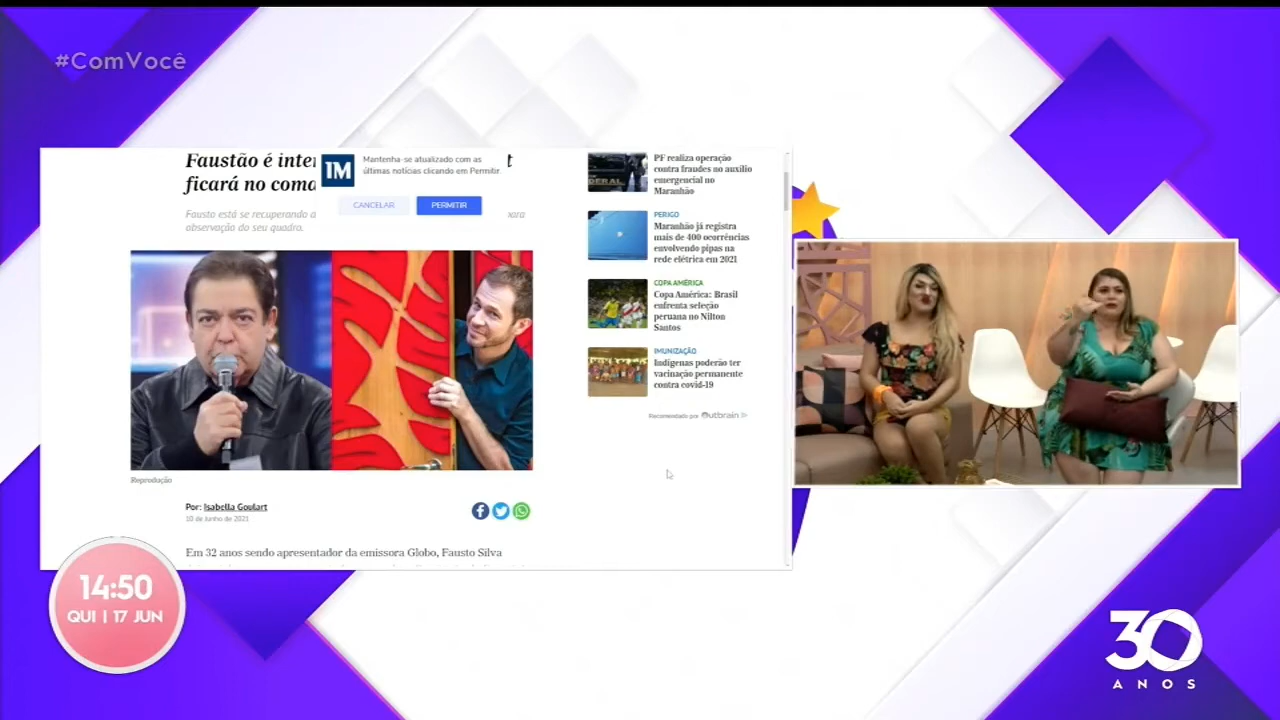 #ComVocê
Faustão é inter
ficará no coma
Fausto está se recuperando a
observação do seu quadro.
1M
Mantenha-se atualizado com as
últimas notícias clicando em Permitir.
CANCELAR
PERMITIR
Reprodução
Por: Isabella Goulart
10 de Junho de 2021
Em 32 anos sendo apresentador da emissora Globo, Fausto Silva
PF realiza operação
contra fraudes no auxílio
emergencial no
Maranhão
PERIGO
Maranhão já registra
mais de 400 ocorrências
envolvendo pipas na
rede elétrica em 2021
COPA AMÉRICA
Copa América: Brasil
enfrenta seleção
peruana no Nilton
Santos
IMUNIZAÇÃO
Indígenas poderão ter
vacinação permanente
contra covid-19
Recomendado por Outbrain
14:50
QUI | 17 JUN
30
ANOS